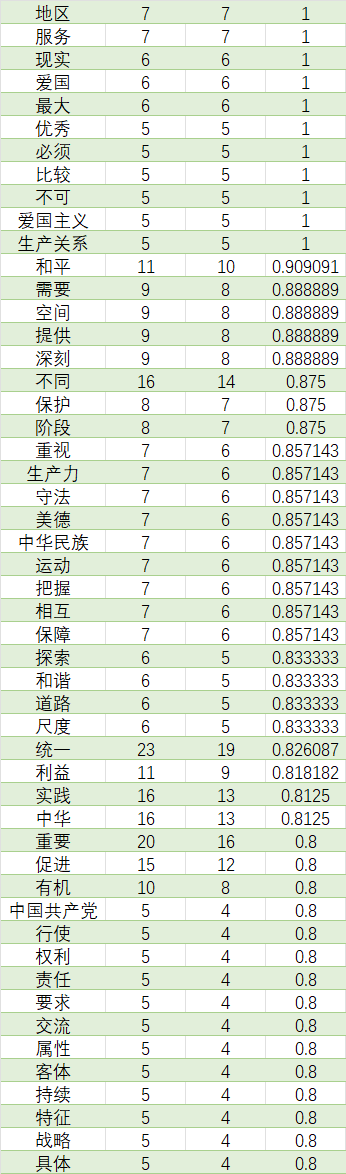 地区 7 7 1
服务 7 7 1
现实 6 6 1
爱国 6 6 1
最大 6 6 1
优秀 5 5 1
必须 5 5 1
比较 5 5 1
不可 5 5 1
爱国主义 5 5 1
生产关系 5 5 1
和平 11 10 0.909091
需要 9 8 0.888889
空间 9 8 0.888889
提供 9 8 0.888889
深刻 9 8 0.888889
不同 16 14 0.875
保护 8 7 0.875
阶段 8 7 0.875
重视 7 6 0.857143
生产力 7 6 0.857143
守法 7 6 0.857143
美德 7 6 0.857143
中华民族 7 6 0.857143
运动 7 6 0.857143
把握 7 6 0.857143
相互 7 6 0.857143
保障 7 6 0.857143
探索 6 5 0.833333
和谐 6 5 0.833333
道路 6 5 0.833333
尺度 6 5 0.833333
统一 23 19 0.826087
利益 11 9 0.818182
实践 16 13 0.8125
中华 16 13 0.8125
重要 20 16 0.8
促进 15 12 0.8
有机 10 8 0.8
中国共产党 5 4 0.8
行使 5 4 0.8
权利 5 4 0.8
责任 5 4 0.8
要求 5 4 0.8
交流 5 4 0.8
属性 5 4 0.8
客体 5 4 0.8
持续 5 4 0.8
特征 5 4 0.8
战略 5 4 0.8
具体 5 4 0.8